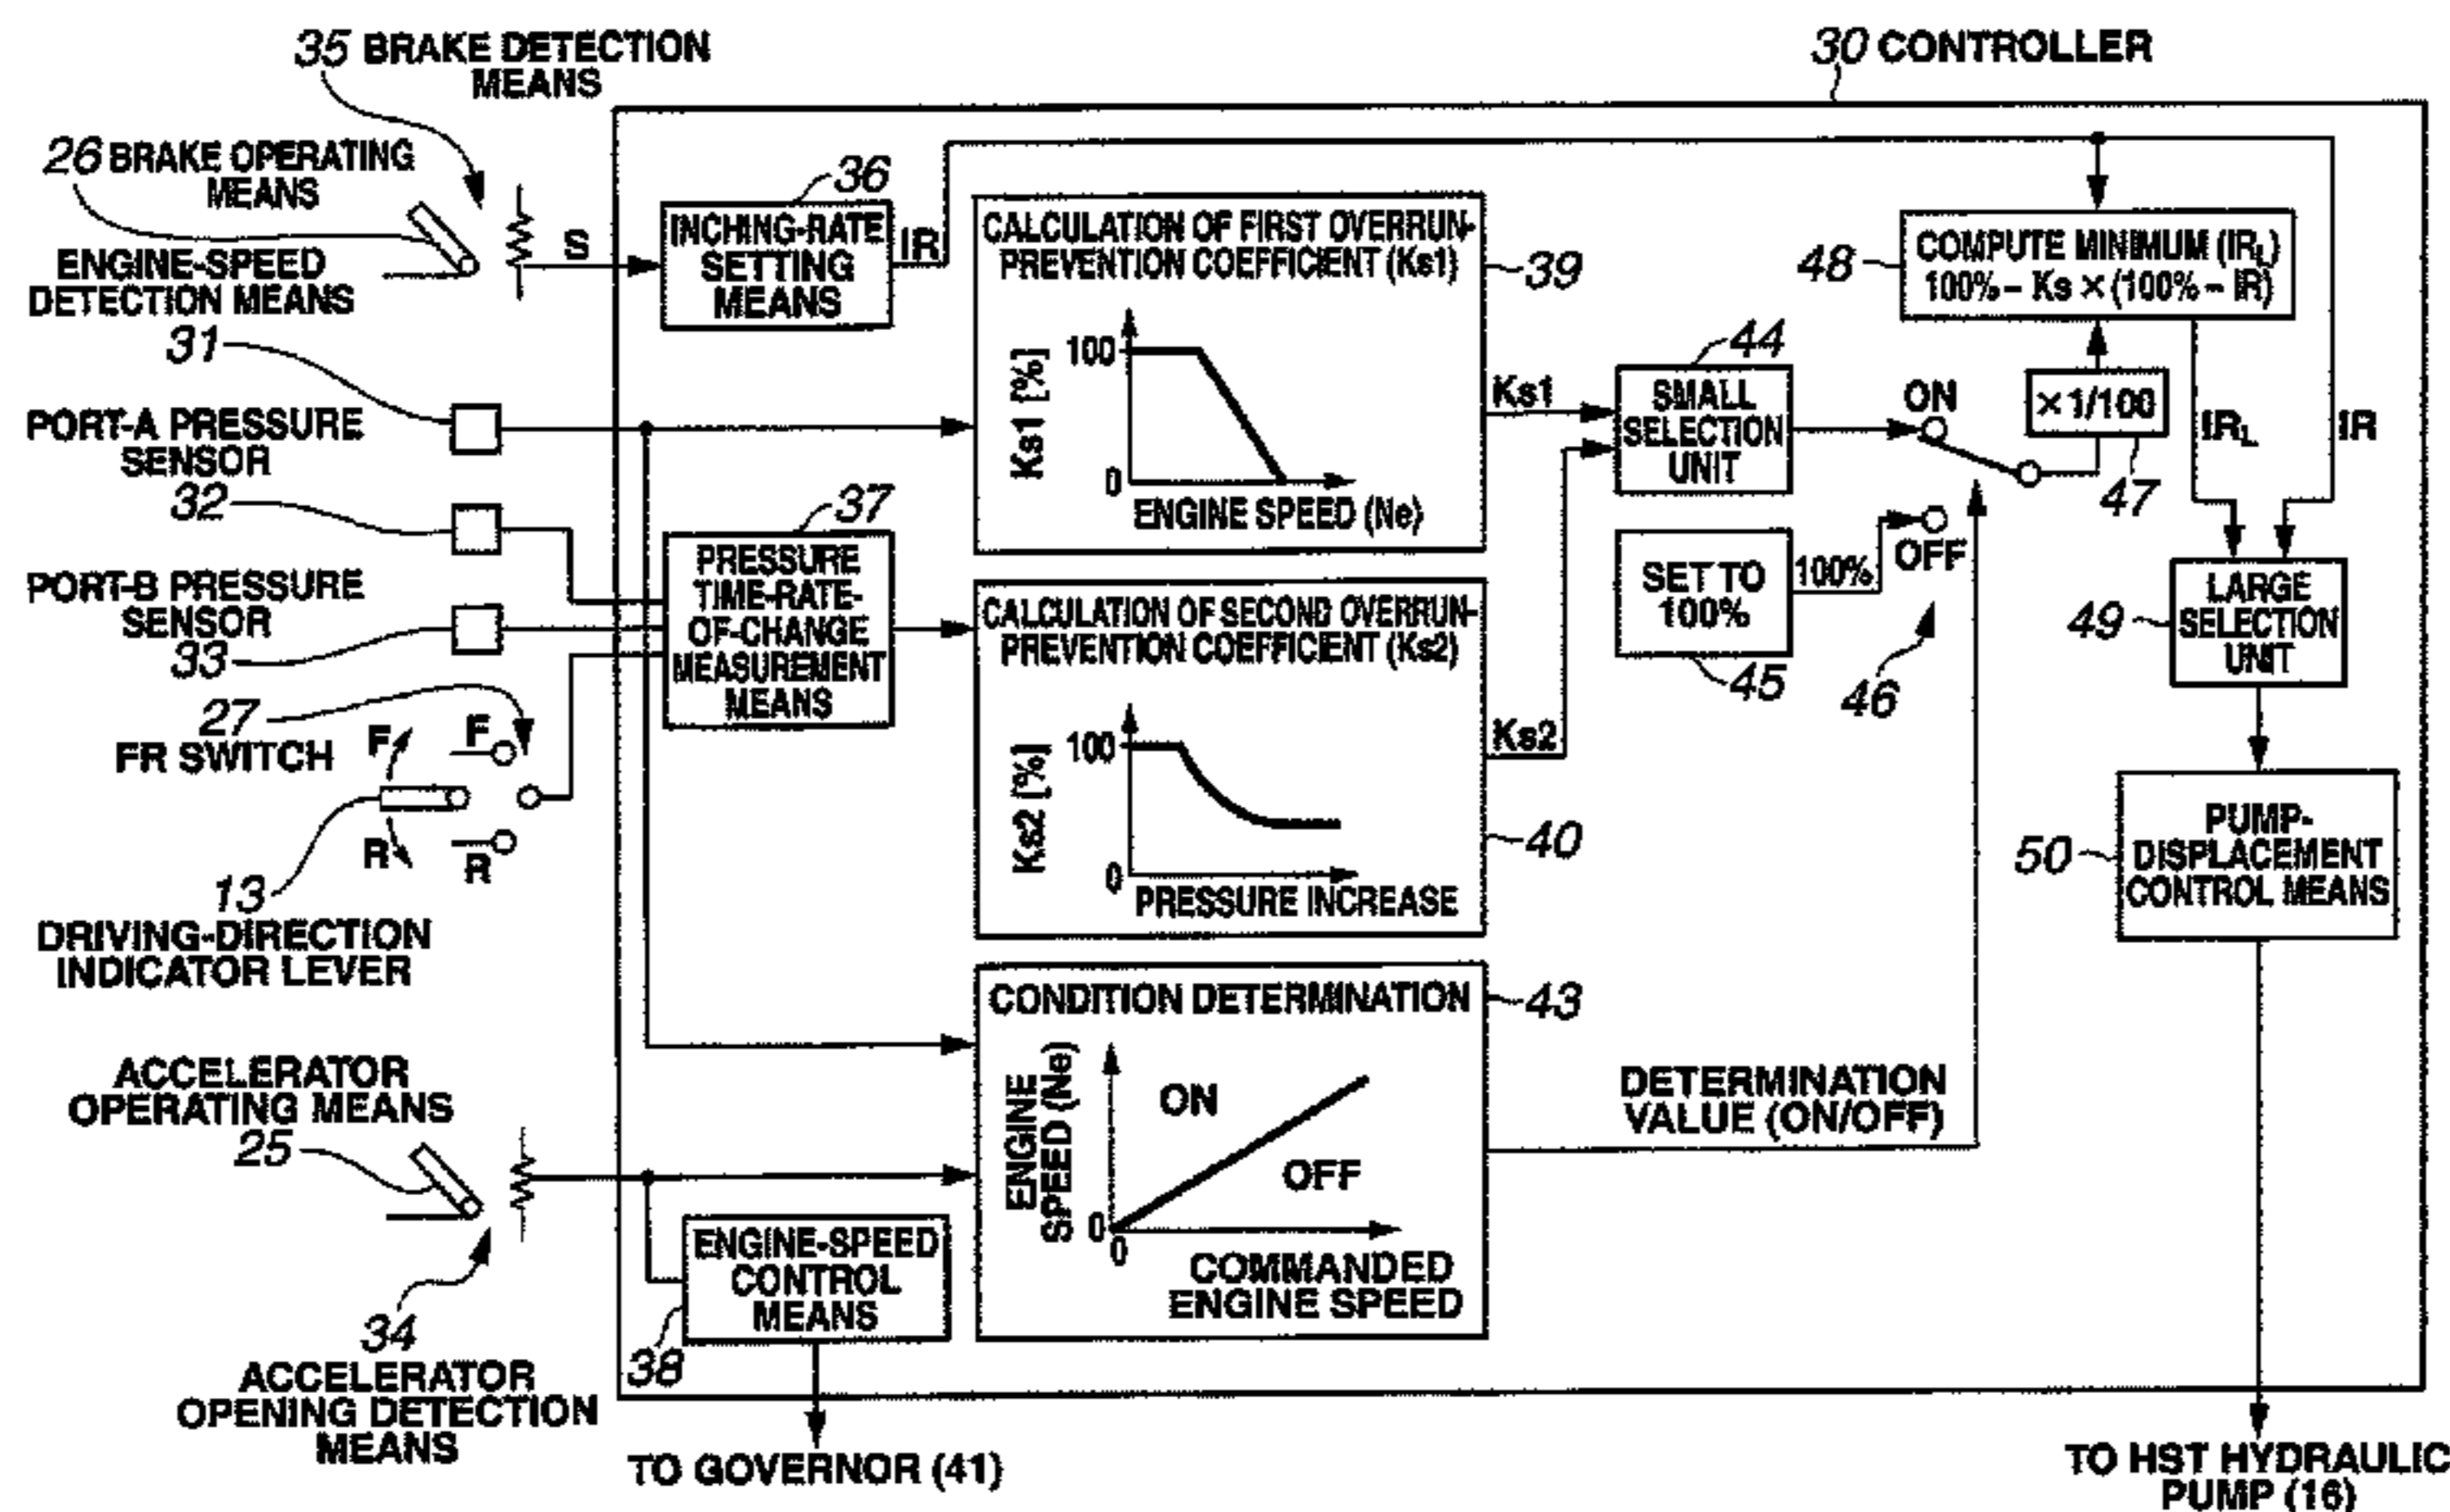 35 BRAKE DETECTION
MEANS
30 CONTROLLER
26 BRAKE OPERATING
MEANS
ENGINE-SPEED
DETECTION MEANS
31
S
36
INCHING-RATE
SETTING
MEANS
IR
CALCULATION OF FIRST OVERRUN-
PREVENTION COEFFICIENT (Ks1)
39
Ks1 [%]
100
0
ENGINE SPEED (Ne)
48
COMPUTE MINIMUM (IRL)
100% - Ks × (100% - IR)
PORT-A PRESSURE
SENSOR
32
PORT-B PRESSURE
SENSOR
33
37
PRESSURE
TIME-RATE-
OF-CHANGE
MEASUREMENT
MEANS
Ks1
44
SMALL
SELECTION
UNIT
ON
× 1/100
47
IRL
IR
SET TO
100%
45
100%
OFF
46
49
LARGE
SELECTION
UNIT
CALCULATION OF SECOND OVERRUN-
PREVENTION COEFFICIENT (Ks2)
40
Ks2 [%]
100
0
PRESSURE INCREASE
Ks2
27
FR SWITCH
F
F
R
R
13
DRIVING-DIRECTION
INDICATOR LEVER
50
PUMP-
DISPLACEMENT
CONTROL MEANS
CONDITION DETERMINATION
43
ENGINE
SPEED (Ne)
ON
OFF
0
0
COMMANDED
ENGINE SPEED
DETERMINATION
VALUE (ON/OFF)
ACCELERATOR
OPERATING MEANS
25
34
ACCELERATOR
OPENING DETECTION
MEANS
ENGINE-SPEED
CONTROL
MEANS
38
TO GOVERNOR (41)
TO HST HYDRAULIC
PUMP (16)